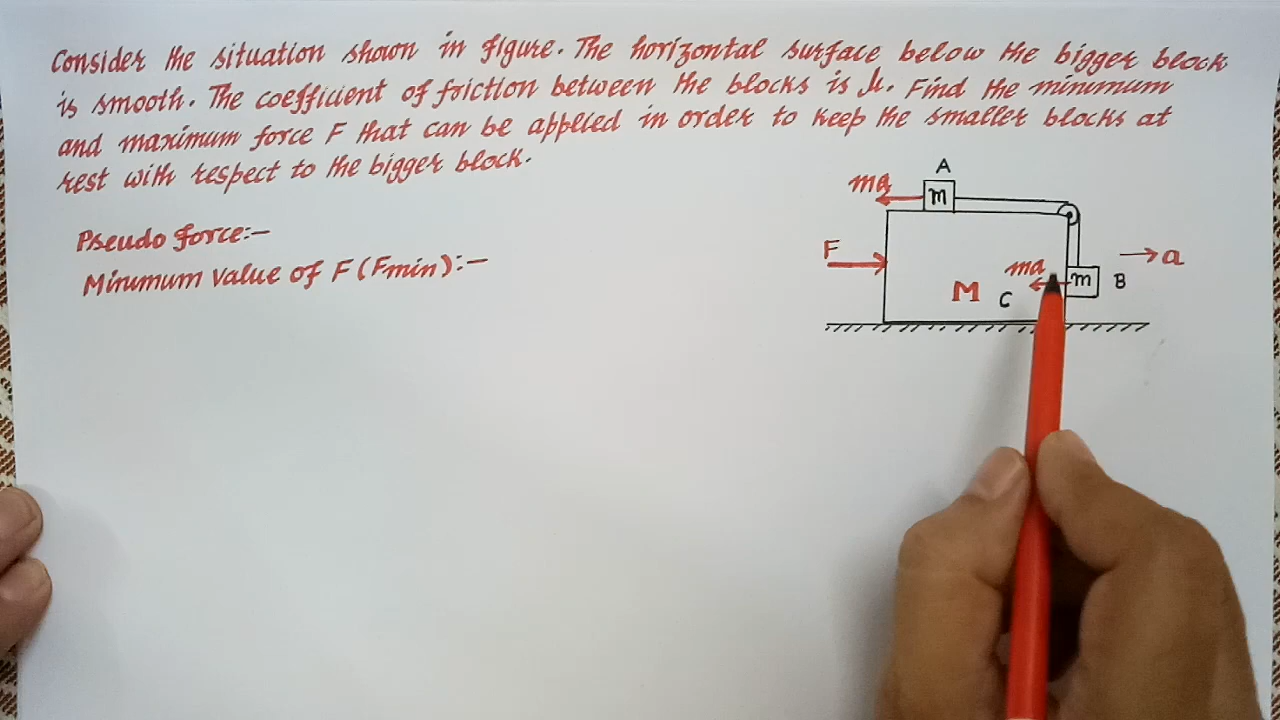 Consider the situation shown in figure. The horizontal surface below the bigger block
is smooth. The coefficient of friction between the blocks is μ. Find the minimum
and maximum force F that can be applied in order to keep the smaller blocks at
rest with respect to the bigger block.
A
ma
m
Pseudo force:-
F
a
Minimum value of F (Fmin):-
ma
m
B
M
C